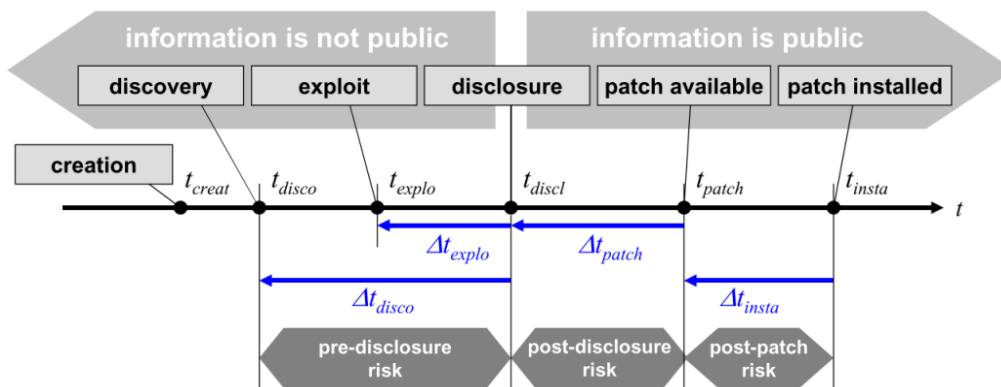 information is not public
information is public
discovery
exploit
disclosure
patch available
patch installed
creation
t_creat
t_disco
t_explo
t_discl
t_patch
t_insta
t
Δt_explo
Δt_patch
Δt_disco
Δt_insta
pre-disclosure
risk
post-disclosure
risk
post-patch
risk